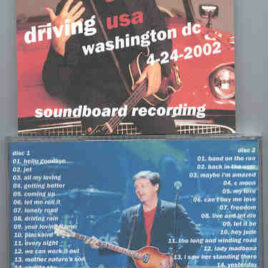 driving usa
washington dc
4-24-2002
soundboard recording
disc 1
01. hello goodbye
02. jet
03. all my loving
04. getting better
05. coming up
06. let me roll it
07. lonely road
08. driving rain
09. your loving flame
10. blackbird
11. every night
12. we can work it out
13. mother nature's son
disc 2
01. band on the run
02. back in the ussr
03. maybe i'm amazed
04. c moon
05. my love
06. can't buy me love
07. freedom
08. live and let die
09. let it be
10. hey jude
11. the long and winding road
12. lady madonna
13. i saw her standing there
14. yesterday